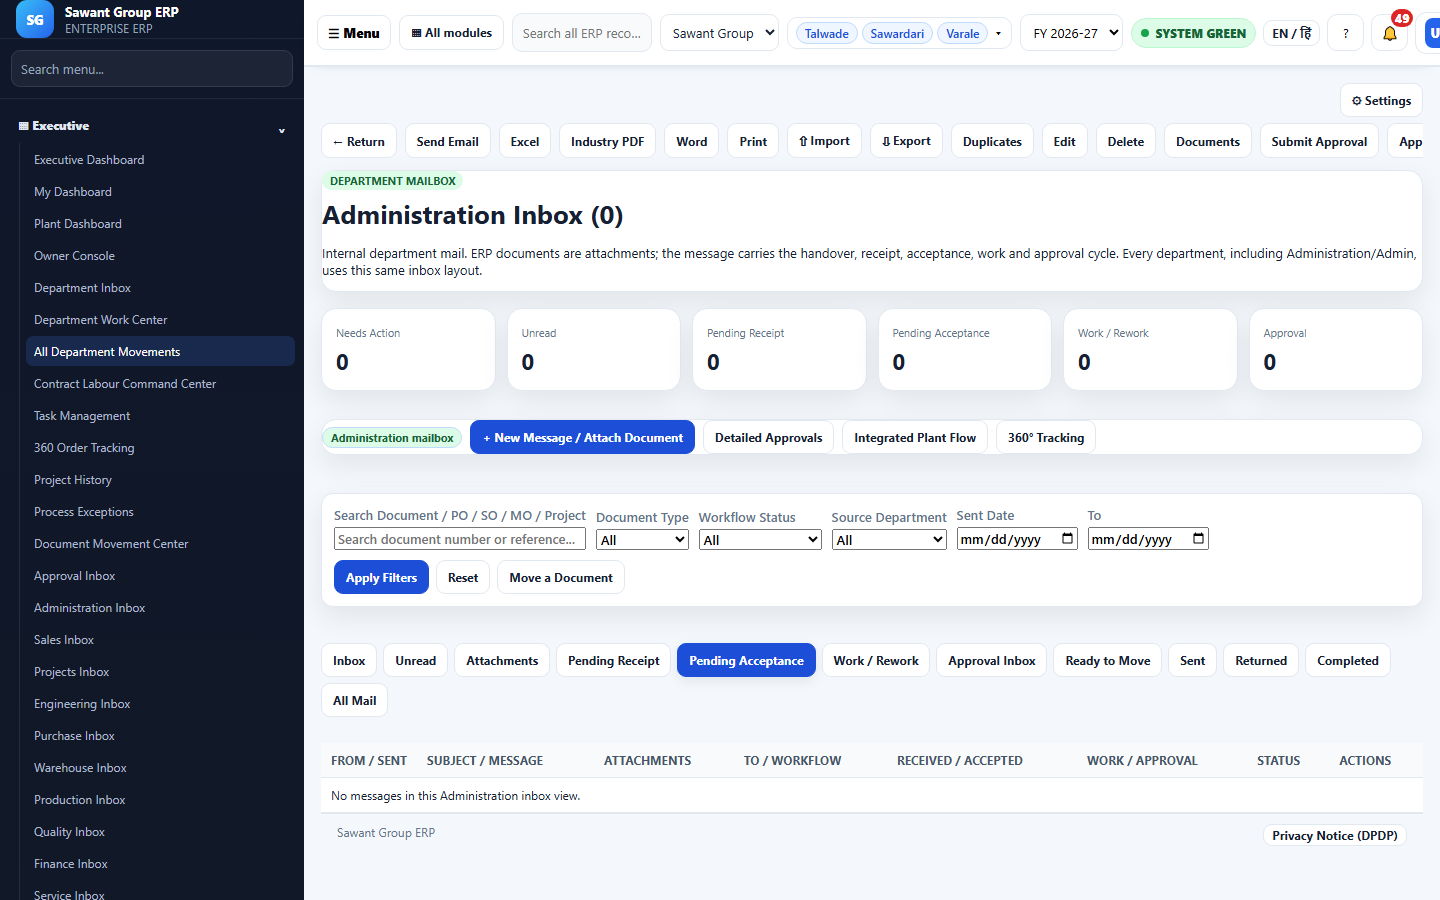 SG
Sawant Group ERP
ENTERPRISE ERP
Search menu...
Executive
Executive Dashboard
My Dashboard
Plant Dashboard
Owner Console
Department Inbox
Department Work Center
All Department Movements
Contract Labour Command Center
Task Management
360 Order Tracking
Project History
Process Exceptions
Document Movement Center
Approval Inbox
Administration Inbox
Sales Inbox
Projects Inbox
Engineering Inbox
Purchase Inbox
Warehouse Inbox
Production Inbox
Quality Inbox
Finance Inbox
Service Inbox
☰ Menu
All modules
Search all ERP reco...
Sawant Group
Talwade
Sawardari
Varale
FY 2026-27
SYSTEM GREEN
EN / हिं
?
49
U
⚙ Settings
← Return
Send Email
Excel
Industry PDF
Word
Print
⇧ Import
⇩ Export
Duplicates
Edit
Delete
Documents
Submit Approval
App
DEPARTMENT MAILBOX
Administration Inbox (0)
Internal department mail. ERP documents are attachments; the message carries the handover, receipt, acceptance, work and approval cycle. Every department, including Administration/Admin,
uses this same inbox layout.
Needs Action
0
Unread
0
Pending Receipt
0
Pending Acceptance
0
Work / Rework
0
Approval
0
Administration mailbox
+ New Message / Attach Document
Detailed Approvals
Integrated Plant Flow
360° Tracking
Search Document / PO / SO / MO / Project
Search document number or reference...
Document Type
All
Workflow Status
All
Source Department
All
Sent Date
mm/dd/yyyy
To
mm/dd/yyyy
Apply Filters
Reset
Move a Document
Inbox
Unread
Attachments
Pending Receipt
Pending Acceptance
Work / Rework
Approval Inbox
Ready to Move
Sent
Returned
Completed
All Mail
FROM / SENT
SUBJECT / MESSAGE
ATTACHMENTS
TO / WORKFLOW
RECEIVED / ACCEPTED
WORK / APPROVAL
STATUS
ACTIONS
No messages in this Administration inbox view.
Sawant Group ERP
Privacy Notice (DPDP)